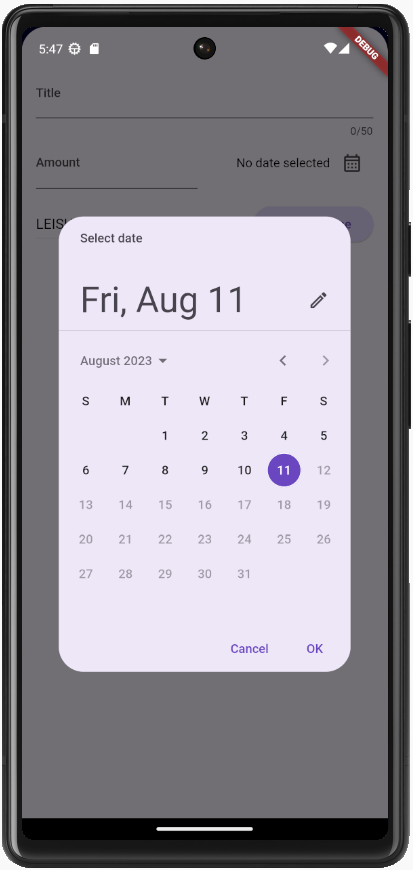 5:47
DEBUG
Title
0/50
Amount No date selected
LEIS
Select date
Fri, Aug 11
August 2023
S M T W T F S
1 2 3 4 5
6 7 8 9 10 11 12
13 14 15 16 17 18 19
20 21 22 23 24 25 26
27 28 29 30 31
Cancel OK